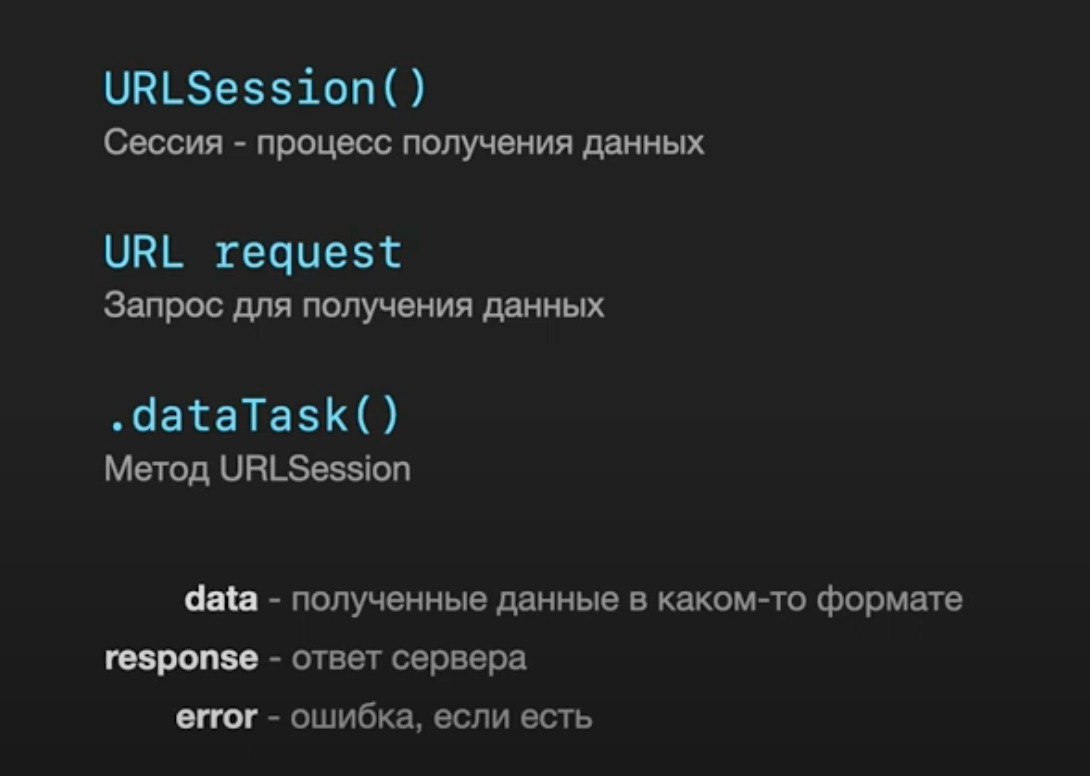 URLSession()
Сессия - процесс получения данных
URL request
Запрос для получения данных
.dataTask()
Метод URLSession
data - полученные данные в каком-то формате
response - ответ сервера
error - ошибка, если есть